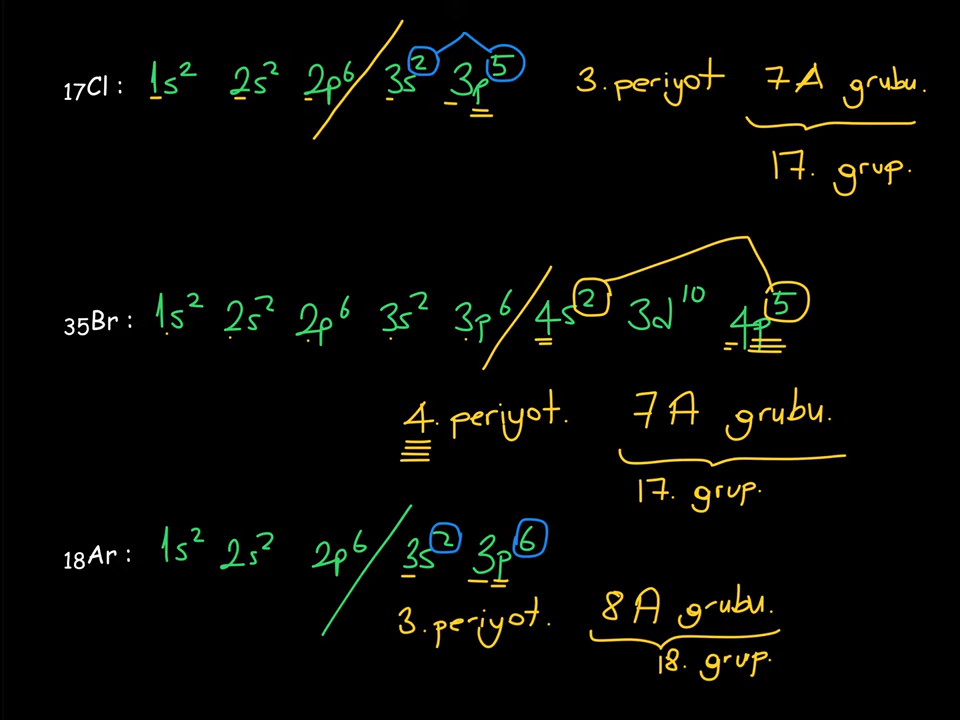 17Cl : 1s² 2s² 2p⁶ / 3s² 3p⁵ 3. periyot 7A grubu.
17. grup.
35Br : 1s² 2s² 2p⁶ 3s² 3p⁶ / 4s² 3d¹⁰ 4p⁵
4. periyot. 7A grubu.
17. grup.
18Ar : 1s² 2s² 2p⁶ / 3s² 3p⁶
3. periyot. 8A grubu.
18. grup.